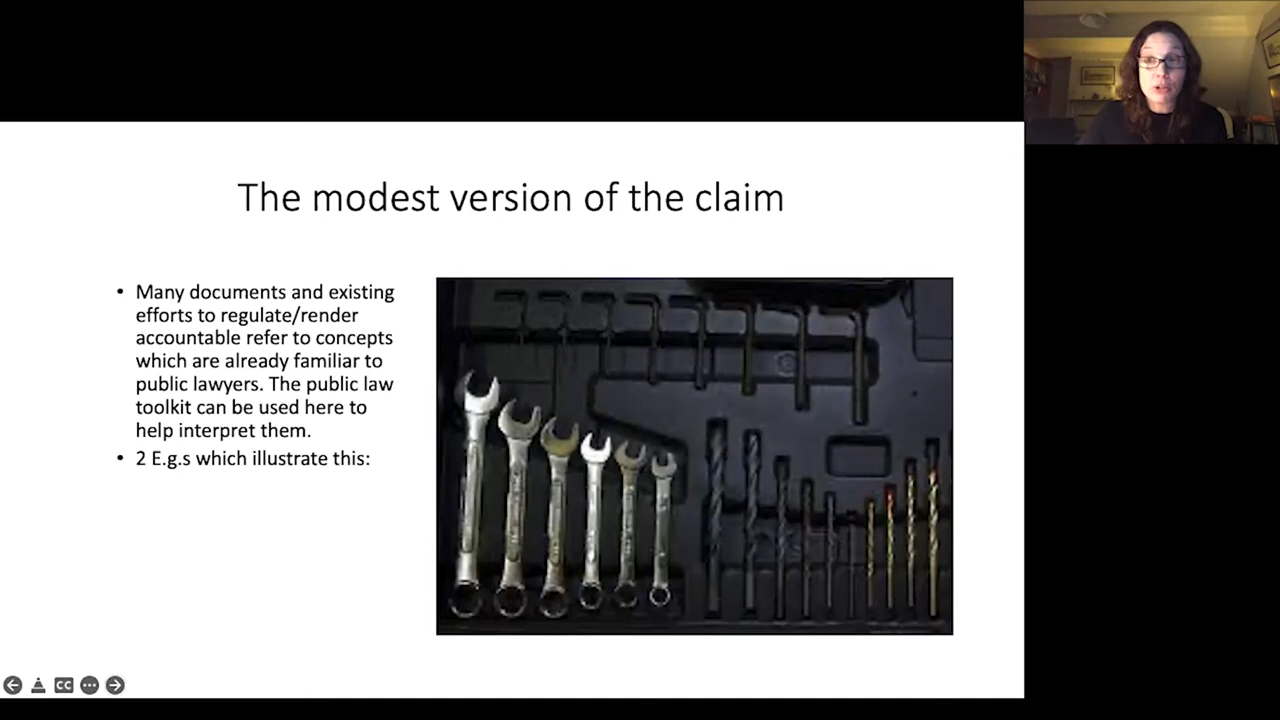 The modest version of the claim
• Many documents and existing
efforts to regulate/render
accountable refer to concepts
which are already familiar to
public lawyers. The public law
toolkit can be used here to
help interpret them.
• 2 E.g.s which illustrate this:
CC